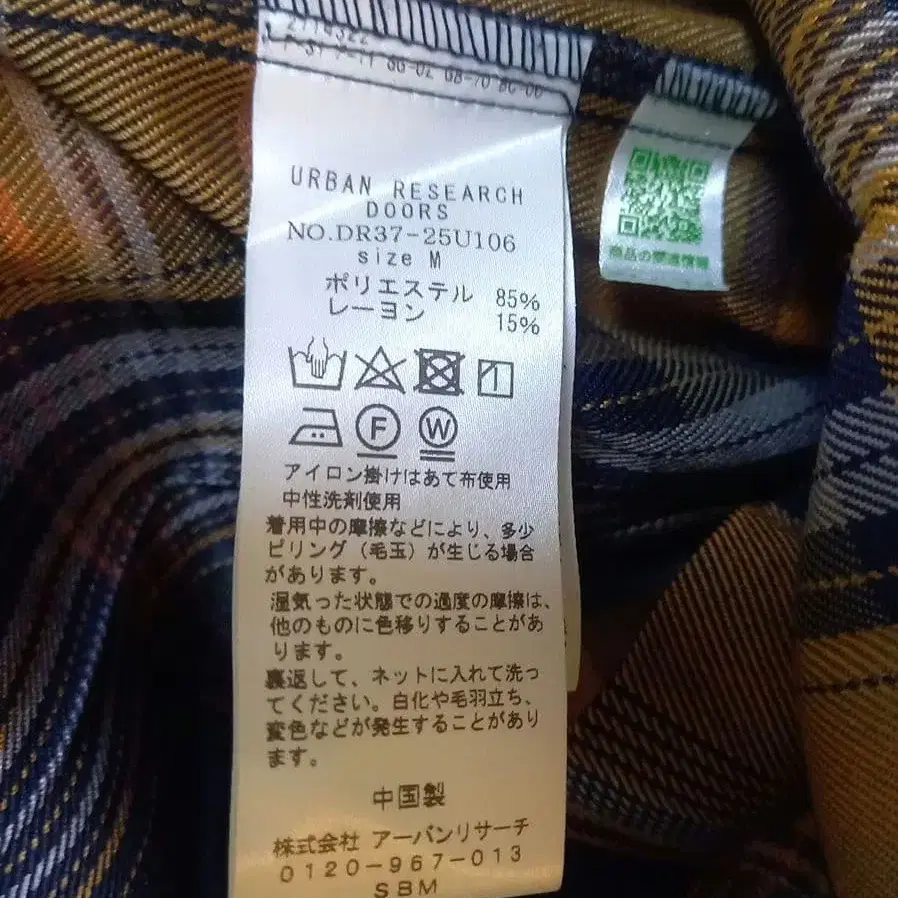 2114322
URBAN RESEARCH
DOORS
NO.DR37-25U106
size M
ポリエステル 85%
レーヨン 15%
F W
アイロン掛けはあて布使用
中性洗剤使用
着用中の摩擦などにより、多少
ピリング（毛玉）が生じる場合
があります。
湿気った状態での過度の摩擦は、
他のものに色移りすることがあ
ります。
裏返して、ネットに入れて洗っ
てください。白化や毛羽立ち、
変色などが発生することがあり
ます。
中国製
株式会社 アーバンリサーチ
0120-967-013
SBM
商品の関連情報